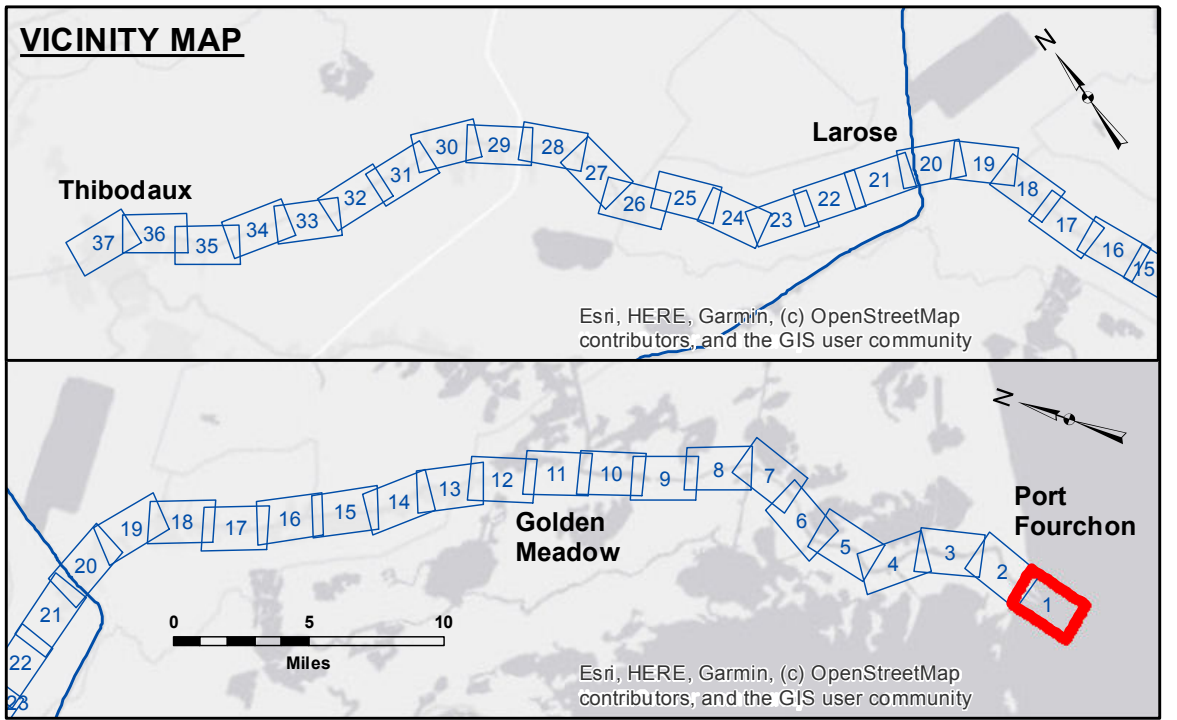 VICINITY MAP
N
Larose
Thibodaux
37 36 35 34 33 32 31 30 29 28 27 26 25 24 23 22 21 20 19 18 17 16 15
Esri, HERE, Garmin, (c) OpenStreetMap
contributors, and the GIS user community
N
Port
Fourchon
Golden
Meadow
23 22 21 20 19 18 17 16 15 14 13 12 11 10 9 8 7 6 5 4 3 2 1
0 5 10
Miles
Esri, HERE, Garmin, (c) OpenStreetMap
contributors, and the GIS user community